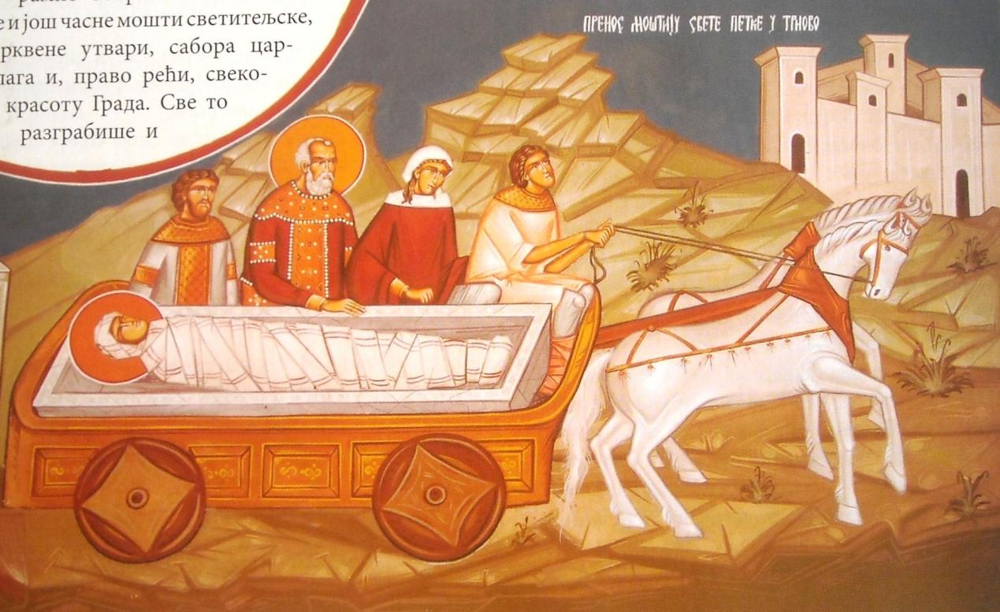 е и још часне мошти светитељске,
рквене утвари, сабора цар-
лага и, право рећи, свеко-
красоту Града. Све то
разграбише и
ПРЕНОС МОШТИЈУ СВЕТЕ ПЕТКЕ У ТРНОВО